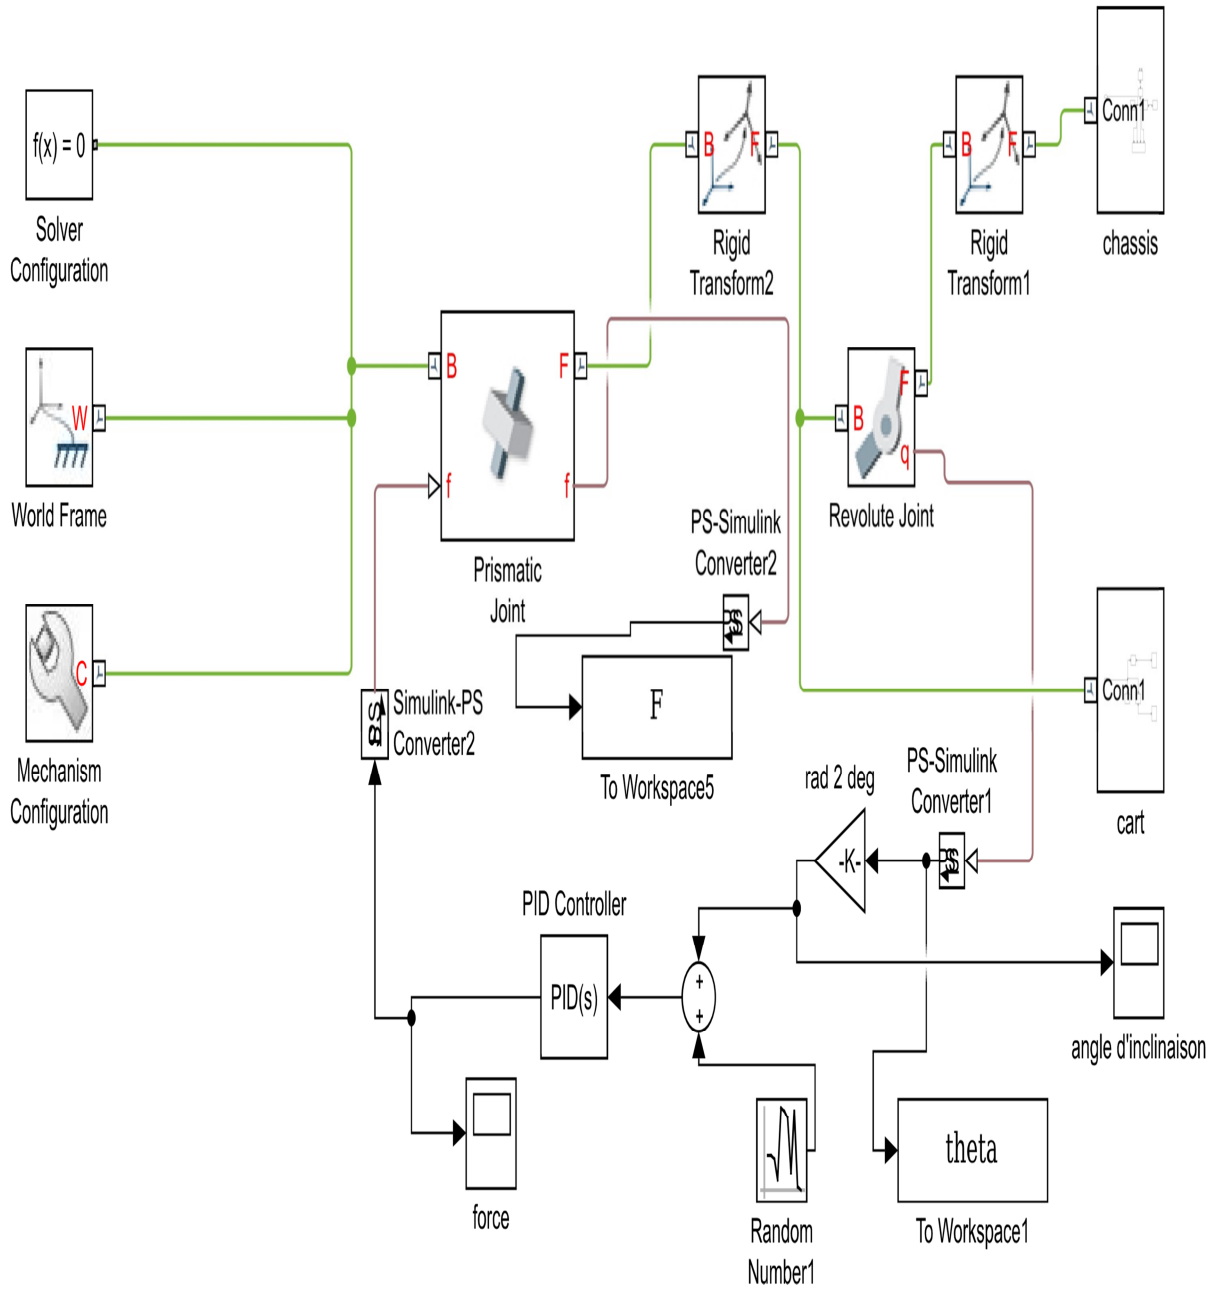 f(x) = 0
Solver
Configuration
W
World Frame
C
Mechanism
Configuration
B
F
f
f
Prismatic
Joint
B
F
Rigid
Transform2
B
F
Rigid
Transform1
Conn1
chassis
B
F
q
Revolute Joint
PS-Simulink
Converter2
Simulink-PS
Converter2
F
To Workspace5
Conn1
cart
rad 2 deg
-K-
PS-Simulink
Converter1
PID Controller
PID(s)
+
+
angle d'inclinaison
force
Random
Number1
theta
To Workspace1